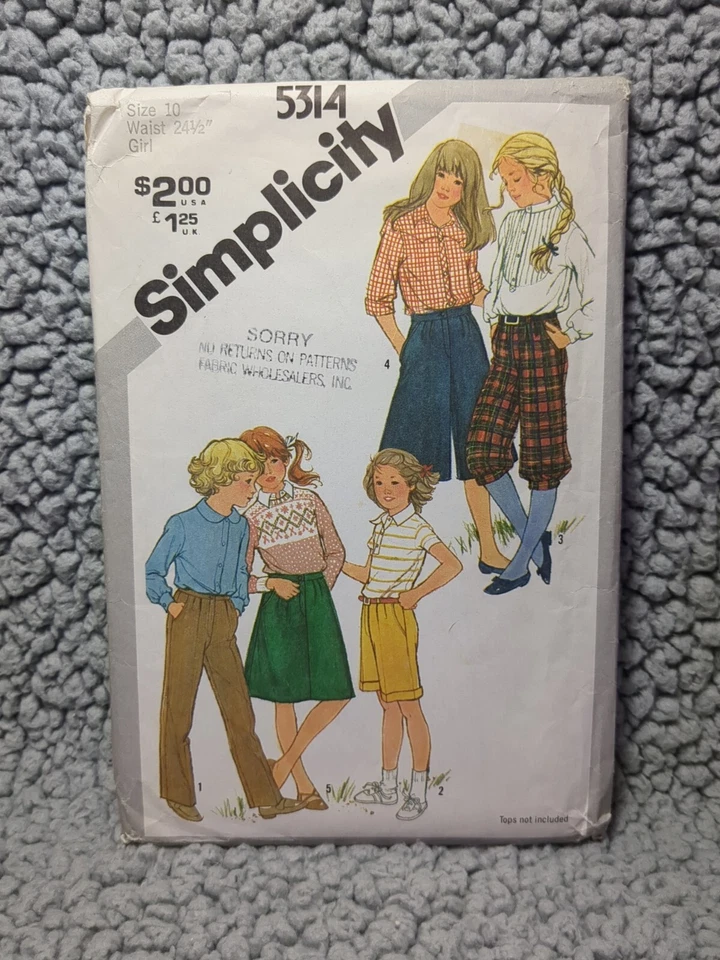 Size 10
Waist 24½"
Girl
5314
$2.00
USA
£1.25
U.K
Simplicity
SORRY
NO RETURNS ON PATTERNS
FABRIC WHOLESALERS, INC.
4
3
1
5
2
Tops not included